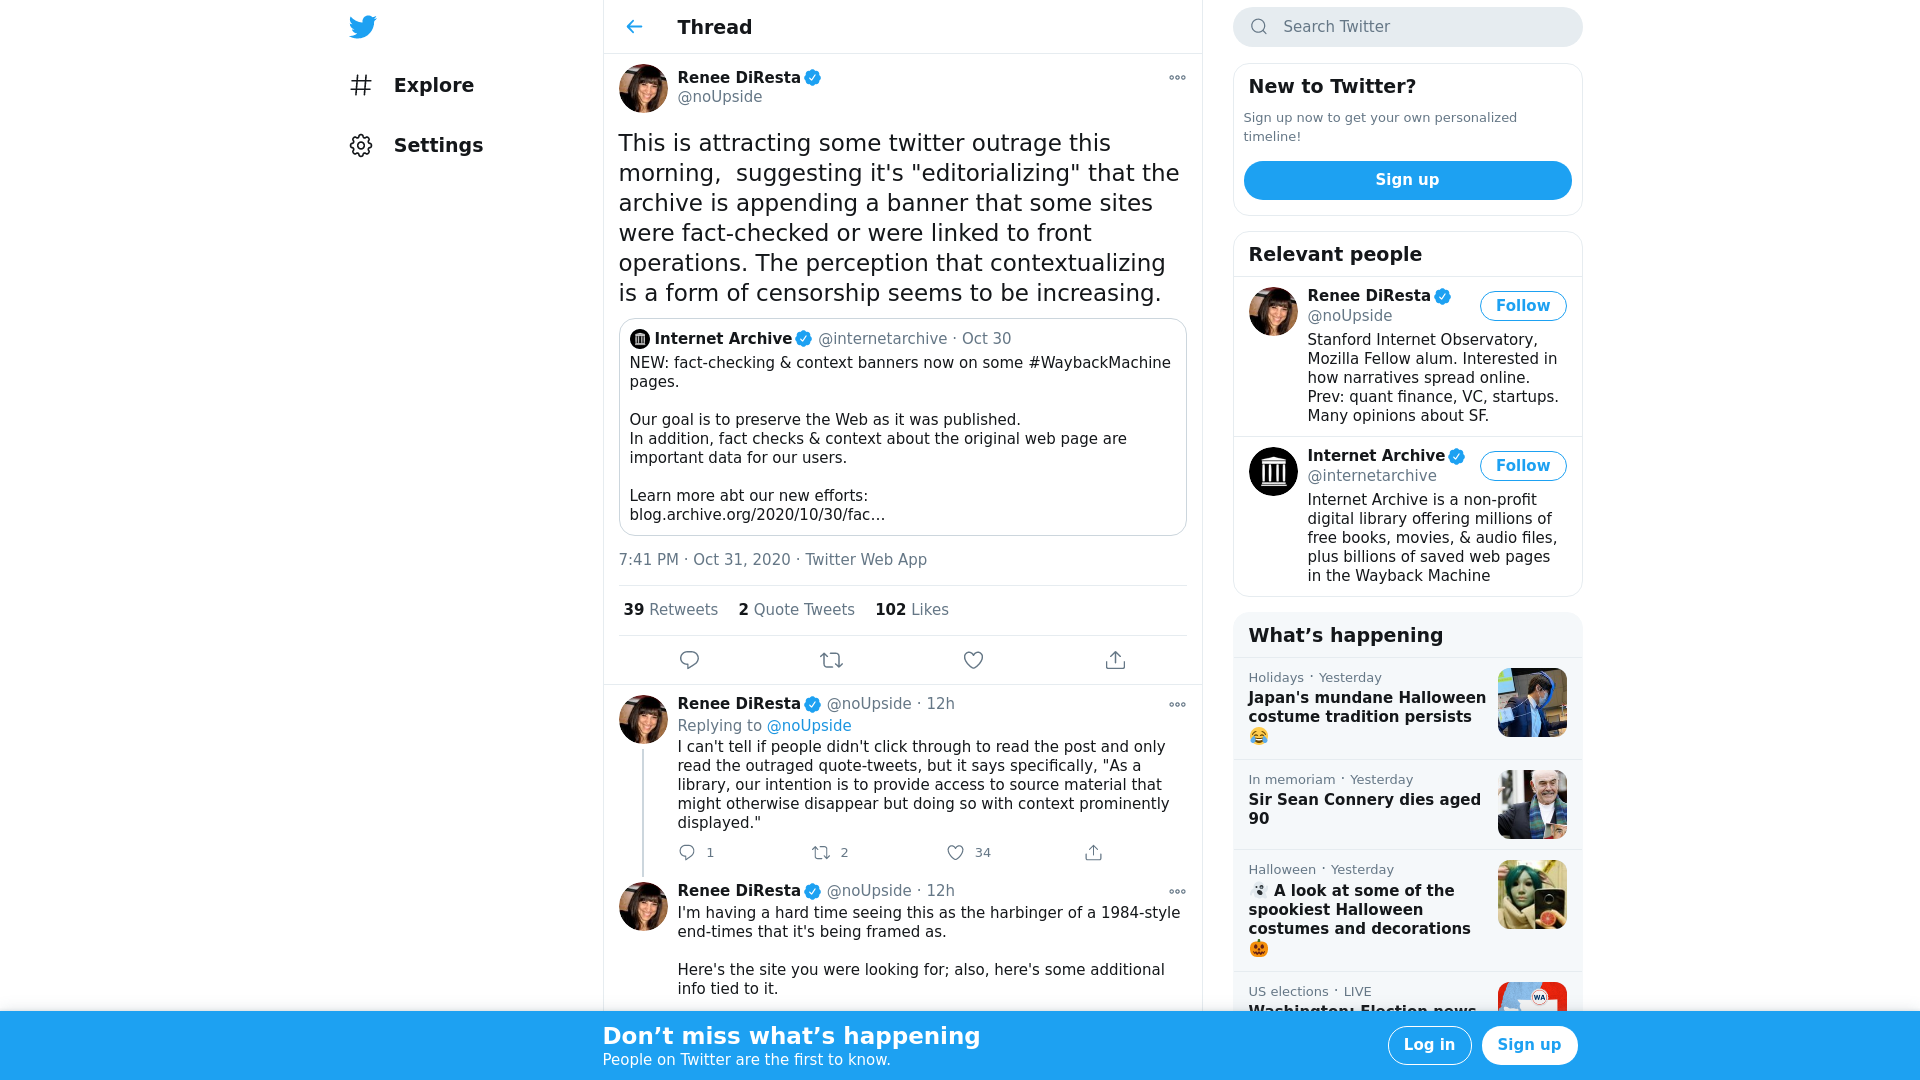 Explore
Settings
Thread
Renee DiResta
@noUpside
This is attracting some twitter outrage this
morning,  suggesting it's "editorializing" that the
archive is appending a banner that some sites
were fact-checked or were linked to front
operations. The perception that contextualizing
is a form of censorship seems to be increasing.
Internet Archive @internetarchive · Oct 30
NEW: fact-checking & context banners now on some #WaybackMachine
pages.
Our goal is to preserve the Web as it was published.
In addition, fact checks & context about the original web page are
important data for our users.
Learn more abt our new efforts:
blog.archive.org/2020/10/30/fac…
7:41 PM · Oct 31, 2020 · Twitter Web App
39 Retweets 2 Quote Tweets 102 Likes
Renee DiResta @noUpside · 12h
Replying to @noUpside
I can't tell if people didn't click through to read the post and only
read the outraged quote-tweets, but it says specifically, "As a
library, our intention is to provide access to source material that
might otherwise disappear but doing so with context prominently
displayed."
1 2 34
Renee DiResta @noUpside · 12h
I'm having a hard time seeing this as the harbinger of a 1984-style
end-times that it's being framed as.
Here's the site you were looking for; also, here's some additional
info tied to it.
Search Twitter
New to Twitter?
Sign up now to get your own personalized
timeline!
Sign up
Relevant people
Renee DiResta
@noUpside
Follow
Stanford Internet Observatory,
Mozilla Fellow alum. Interested in
how narratives spread online.
Prev: quant finance, VC, startups.
Many opinions about SF.
Internet Archive
@internetarchive
Follow
Internet Archive is a non-profit
digital library offering millions of
free books, movies, & audio files,
plus billions of saved web pages
in the Wayback Machine
What's happening
Holidays · Yesterday
Japan's mundane Halloween
costume tradition persists
😂
In memoriam · Yesterday
Sir Sean Connery dies aged
90
Halloween · Yesterday
👻 A look at some of the
spookiest Halloween
costumes and decorations
🎃
US elections · LIVE
Washington: Election news
WA
Don't miss what's happening
People on Twitter are the first to know.
Log in
Sign up